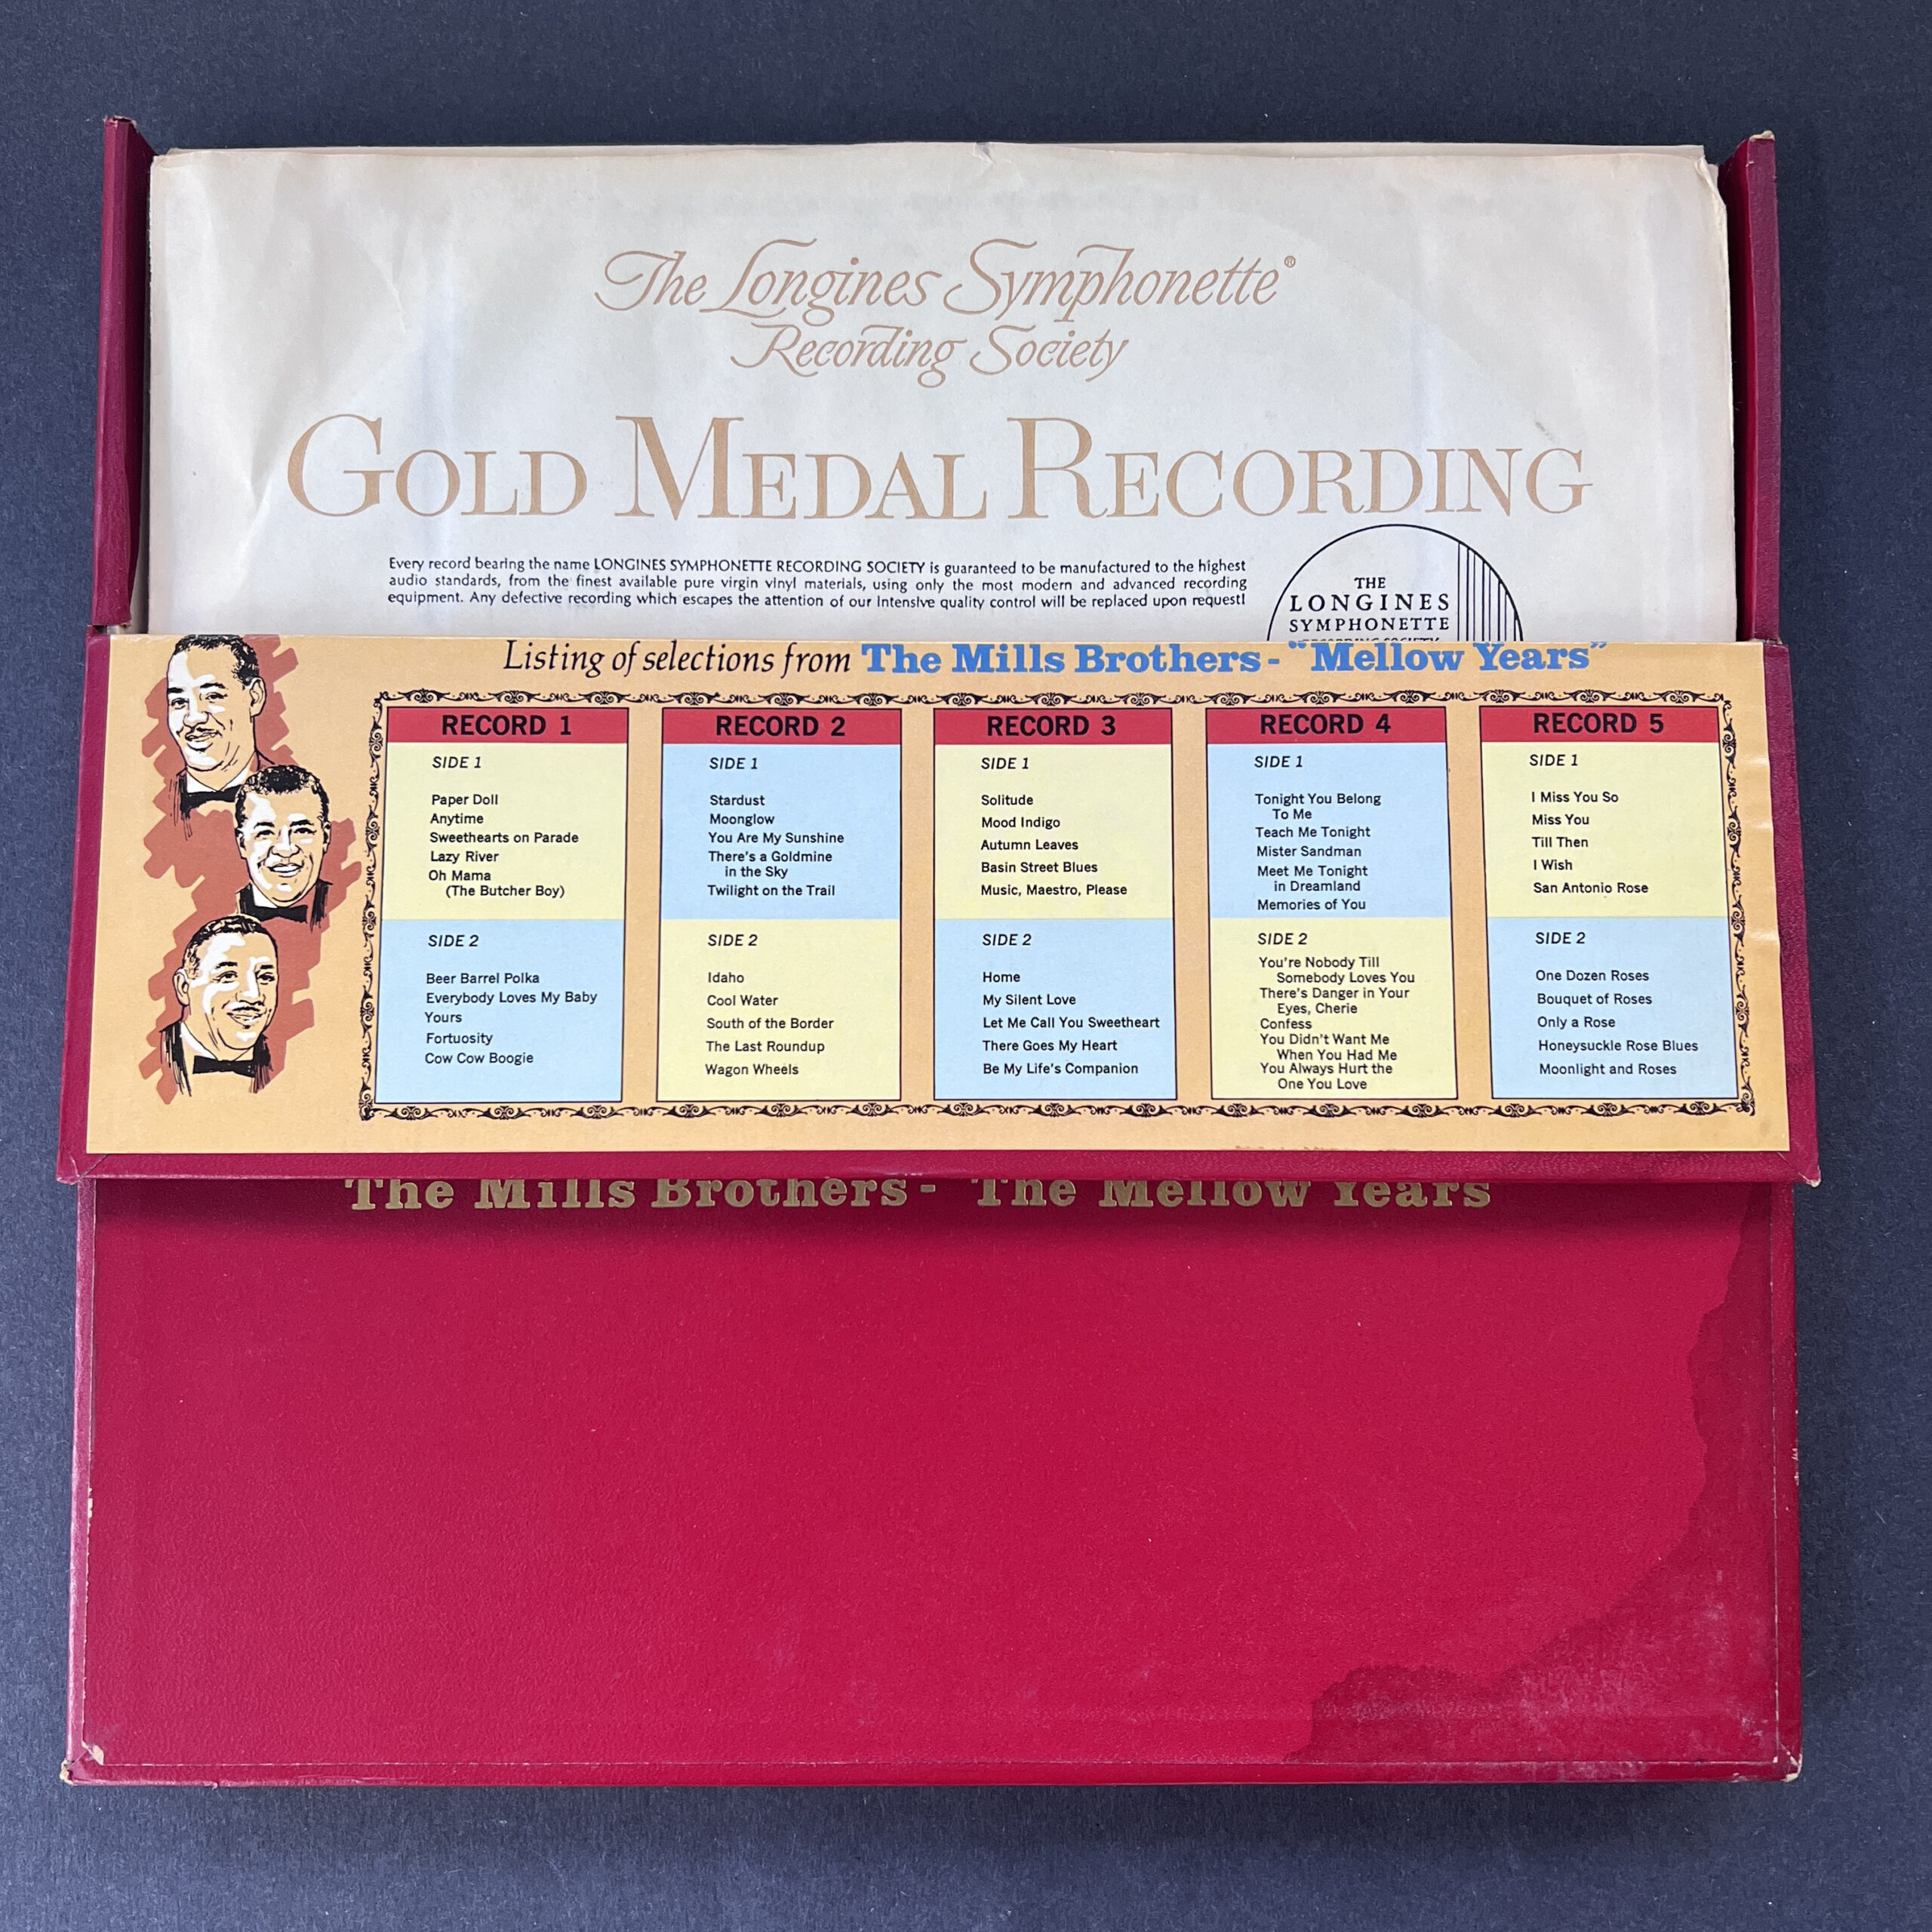 The Longines Symphonette®
Recording Society
GOLD MEDAL RECORDING
Every record bearing the name LONGINES SYMPHONETTE RECORDING SOCIETY is guaranteed to be manufactured to the highest
audio standards, from the finest available pure virgin vinyl materials, using only the most modern and advanced recording
equipment. Any defective recording which escapes the attention of our intensive quality control will be replaced upon request!
THE
LONGINES
SYMPHONETTE
RECORDING SOCIETY
Listing of selections from The Mills Brothers - "Mellow Years"
RECORD 1
SIDE 1
Paper Doll
Anytime
Sweethearts on Parade
Lazy River
Oh Mama
(The Butcher Boy)
SIDE 2
Beer Barrel Polka
Everybody Loves My Baby
Yours
Fortuosity
Cow Cow Boogie
RECORD 2
SIDE 1
Stardust
Moonglow
You Are My Sunshine
There's a Goldmine
in the Sky
Twilight on the Trail
SIDE 2
Idaho
Cool Water
South of the Border
The Last Roundup
Wagon Wheels
RECORD 3
SIDE 1
Solitude
Mood Indigo
Autumn Leaves
Basin Street Blues
Music, Maestro, Please
SIDE 2
Home
My Silent Love
Let Me Call You Sweetheart
There Goes My Heart
Be My Life's Companion
RECORD 4
SIDE 1
Tonight You Belong
To Me
Teach Me Tonight
Mister Sandman
Meet Me Tonight
in Dreamland
Memories of You
SIDE 2
You're Nobody Till
Somebody Loves You
There's Danger in Your
Eyes, Cherie
Confess
You Didn't Want Me
When You Had Me
You Always Hurt the
One You Love
RECORD 5
SIDE 1
I Miss You So
Miss You
Till Then
I Wish
San Antonio Rose
SIDE 2
One Dozen Roses
Bouquet of Roses
Only a Rose
Honeysuckle Rose Blues
Moonlight and Roses
The Mills Brothers - The Mellow Years